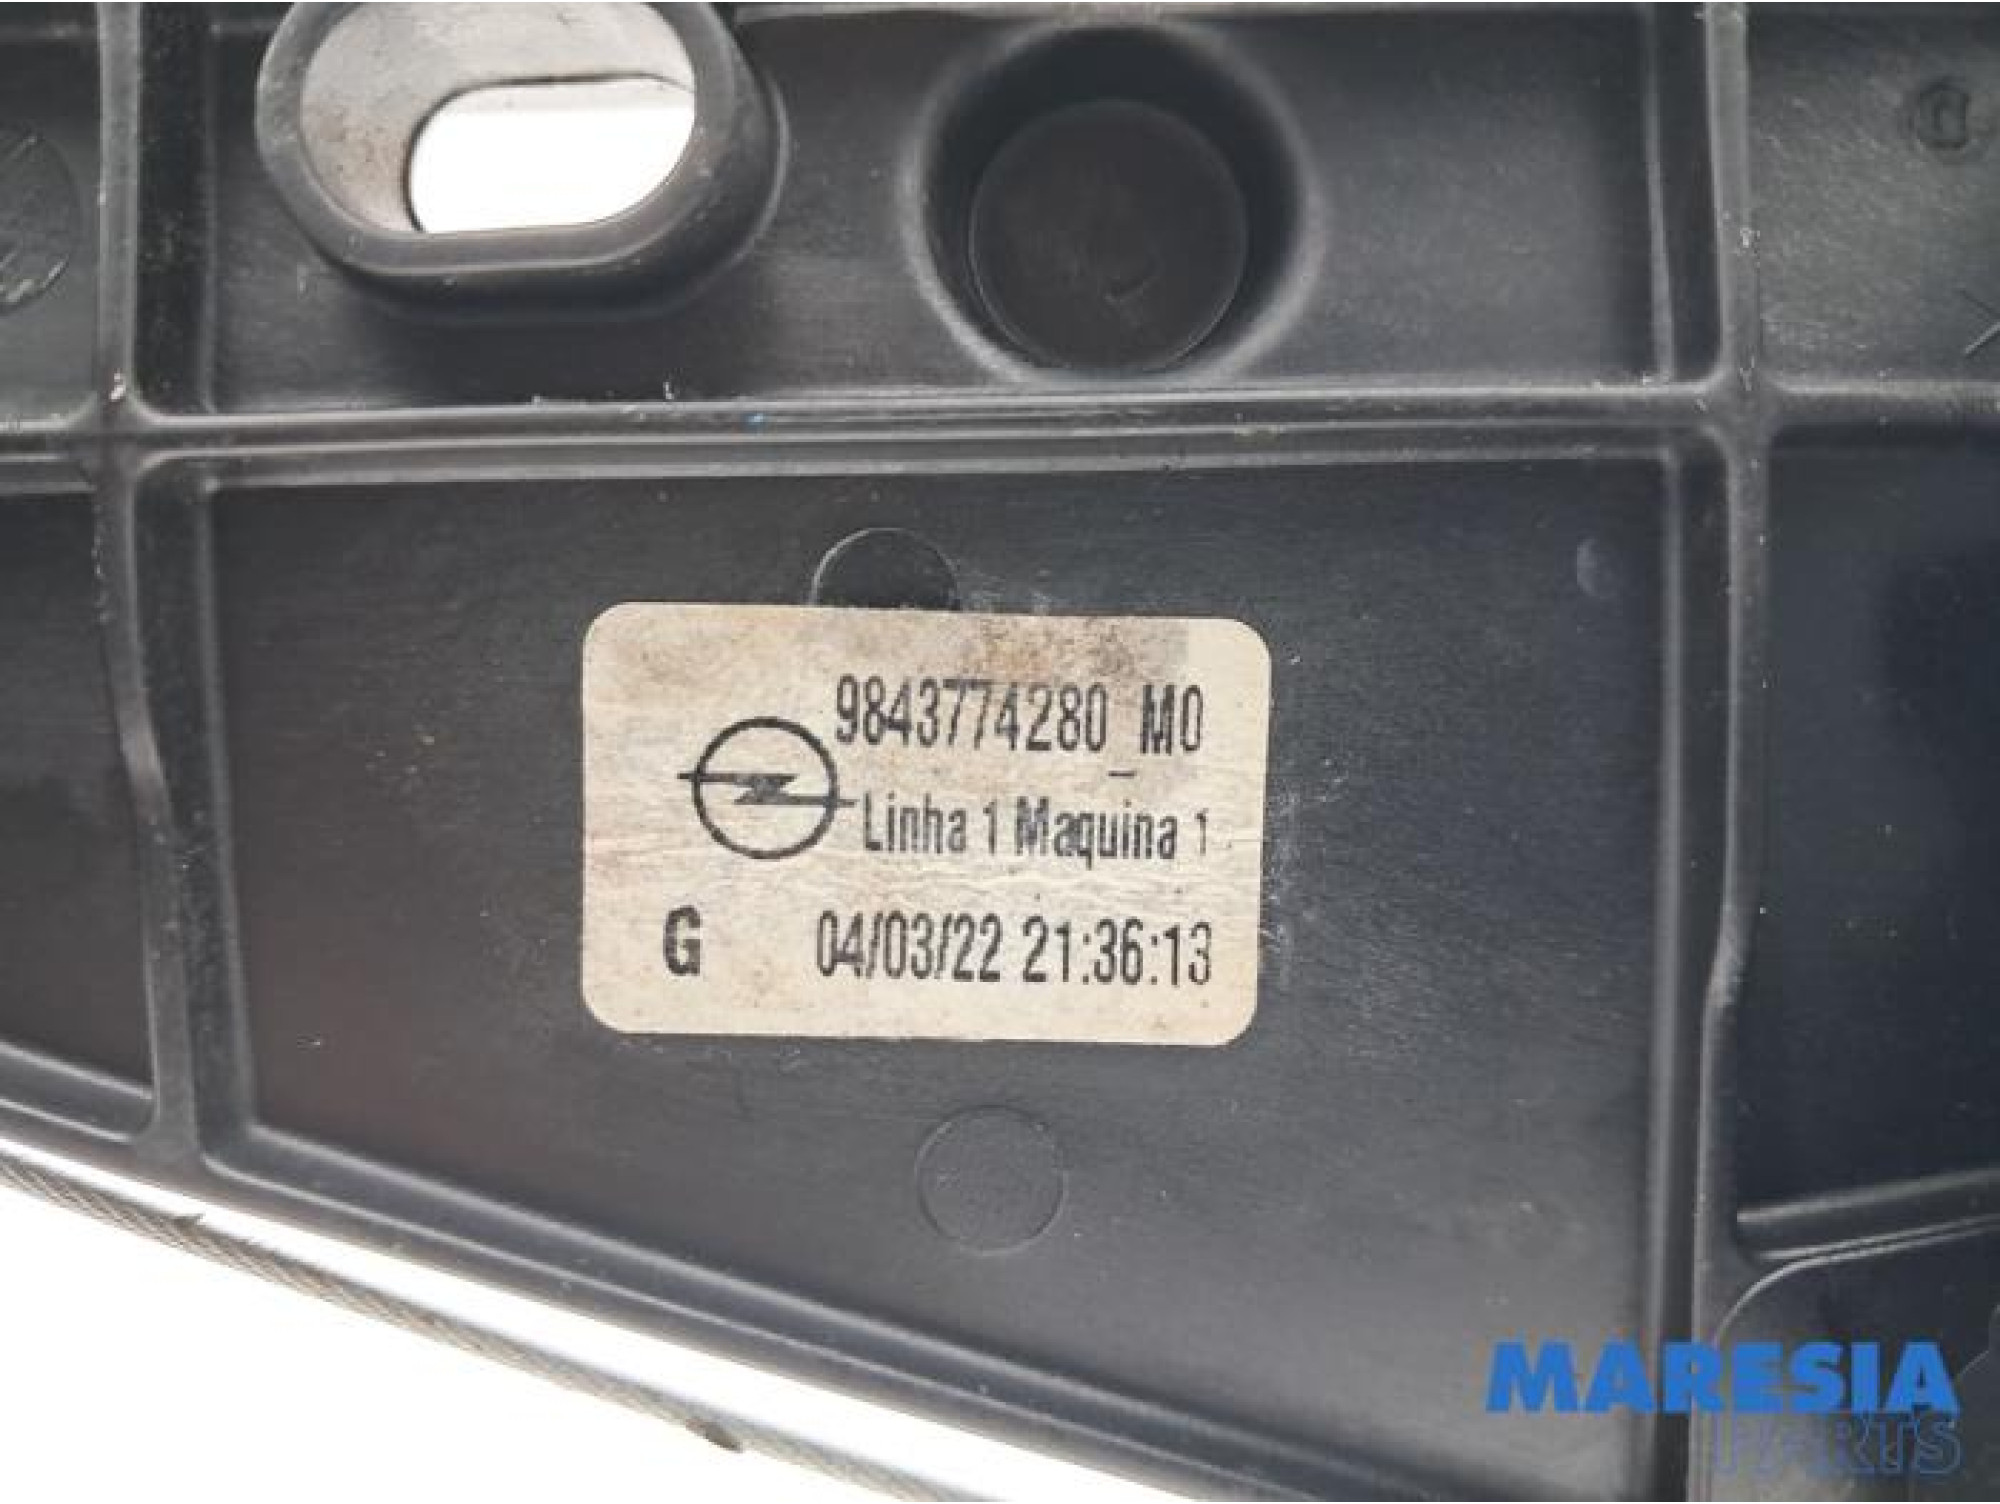 9843774280_M0
Linha 1 Maquina 1
G 04/03/22 21:36:13
MARESIA
PARTS